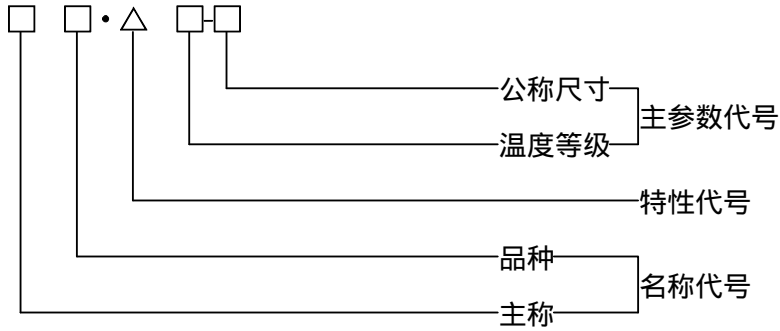 □ □·△ □-□
公称尺寸
主参数代号
温度等级
特性代号
品种
名称代号
主称